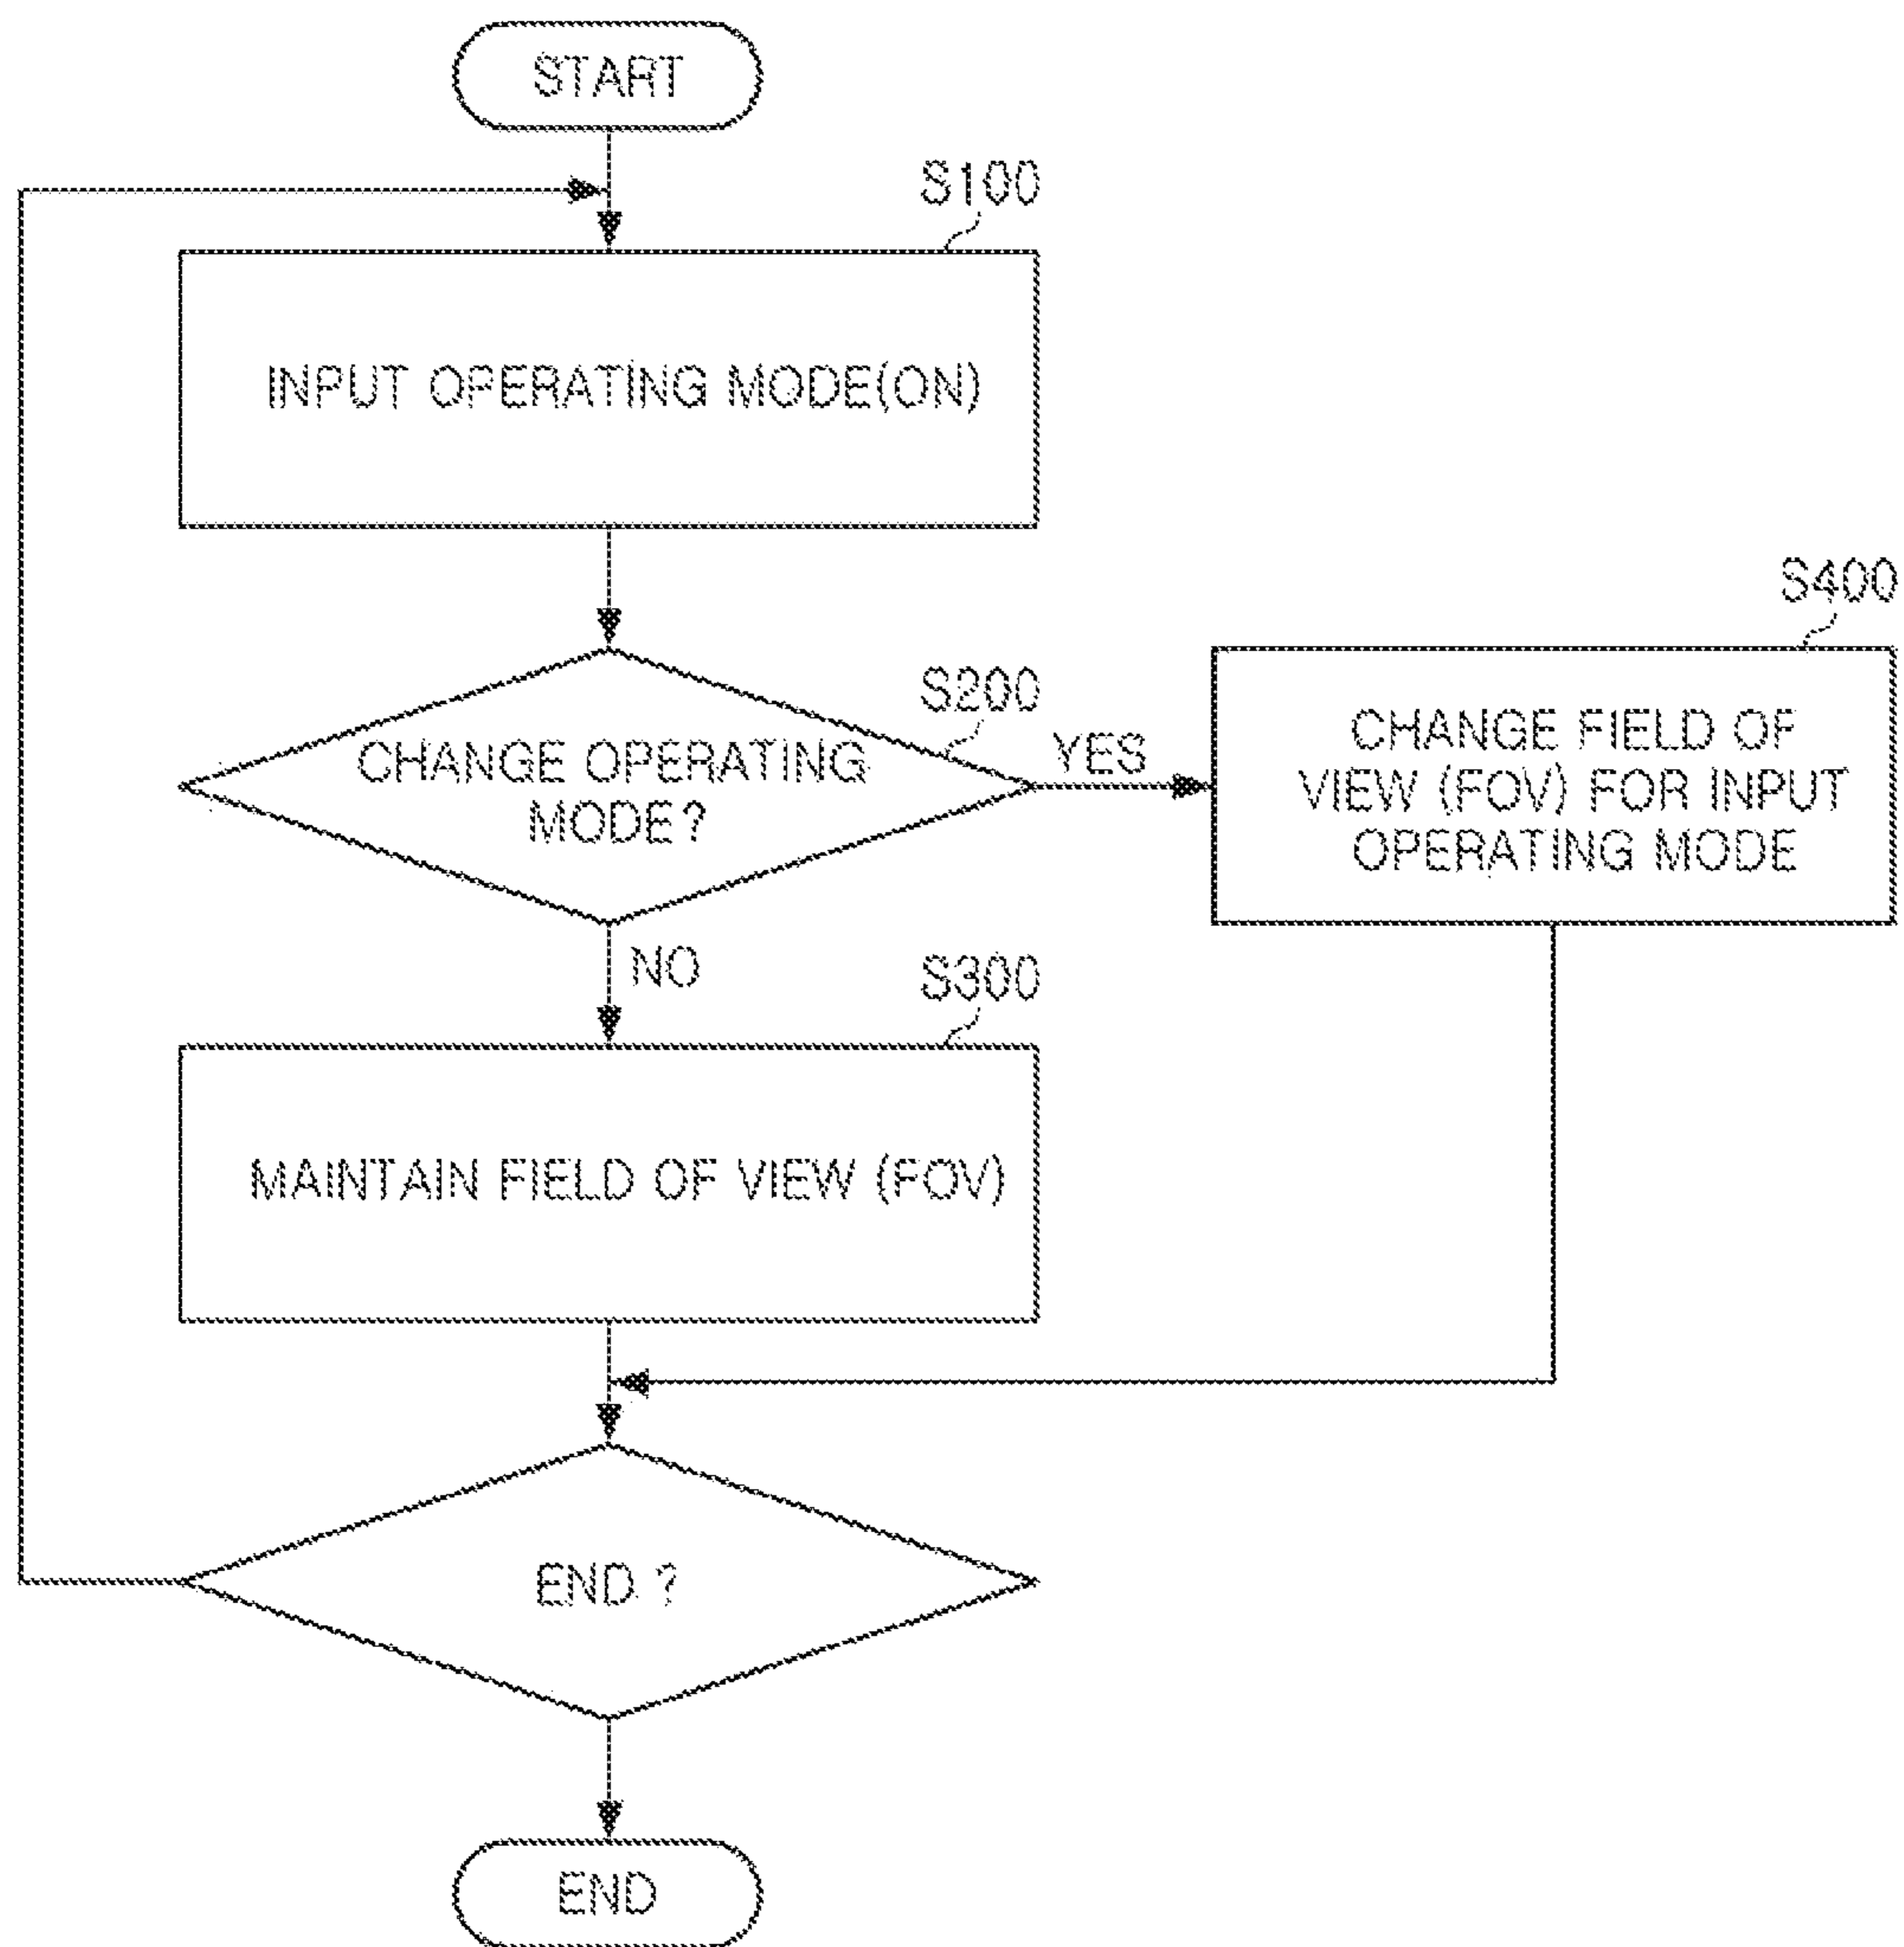 START
S100
INPUT OPERATING MODE(ON)
S200
CHANGE OPERATING
MODE?
YES
S400
CHANGE FIELD OF
VIEW (FOV) FOR INPUT
OPERATING MODE
NO
S300
MAINTAIN FIELD OF VIEW (FOV)
END ?
END